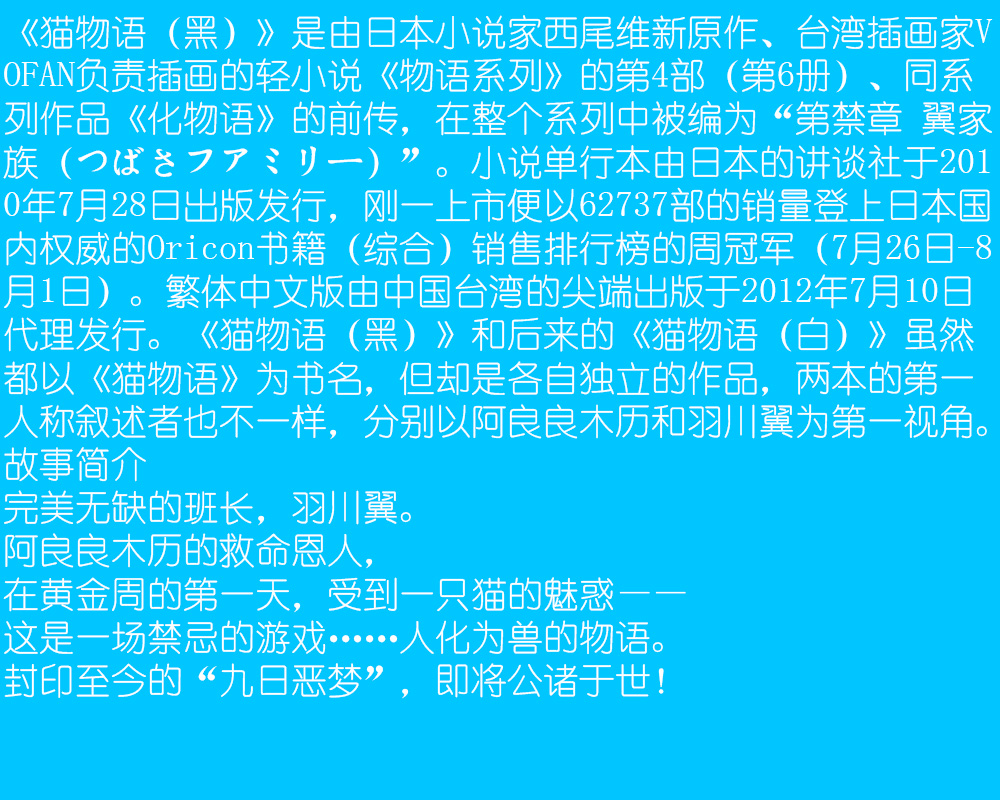 《猫物语（黑）》是由日本小说家西尾维新原作、台湾插画家V
OFAN负责插画的轻小说《物语系列》的第4部（第6册）、同系
列作品《化物语》的前传，在整个系列中被编为“第禁章 翼家
族（つばさファミリー）”。小说单行本由日本的讲谈社于201
0年7月28日出版发行，刚一上市便以62737部的销量登上日本国
内权威的Oricon书籍（综合）销售排行榜的周冠军（7月26日-8
月1日）。繁体中文版由中国台湾的尖端出版于2012年7月10日
代理发行。《猫物语（黑）》和后来的《猫物语（白）》虽然
都以《猫物语》为书名，但却是各自独立的作品，两本的第一
人称叙述者也不一样，分别以阿良良木历和羽川翼为第一视角。
故事简介
完美无缺的班长，羽川翼。
阿良良木历的救命恩人，
在黄金周的第一天，受到一只猫的魅惑——
这是一场禁忌的游戏……人化为兽的物语。
封印至今的“九日恶梦”，即将公诸于世！